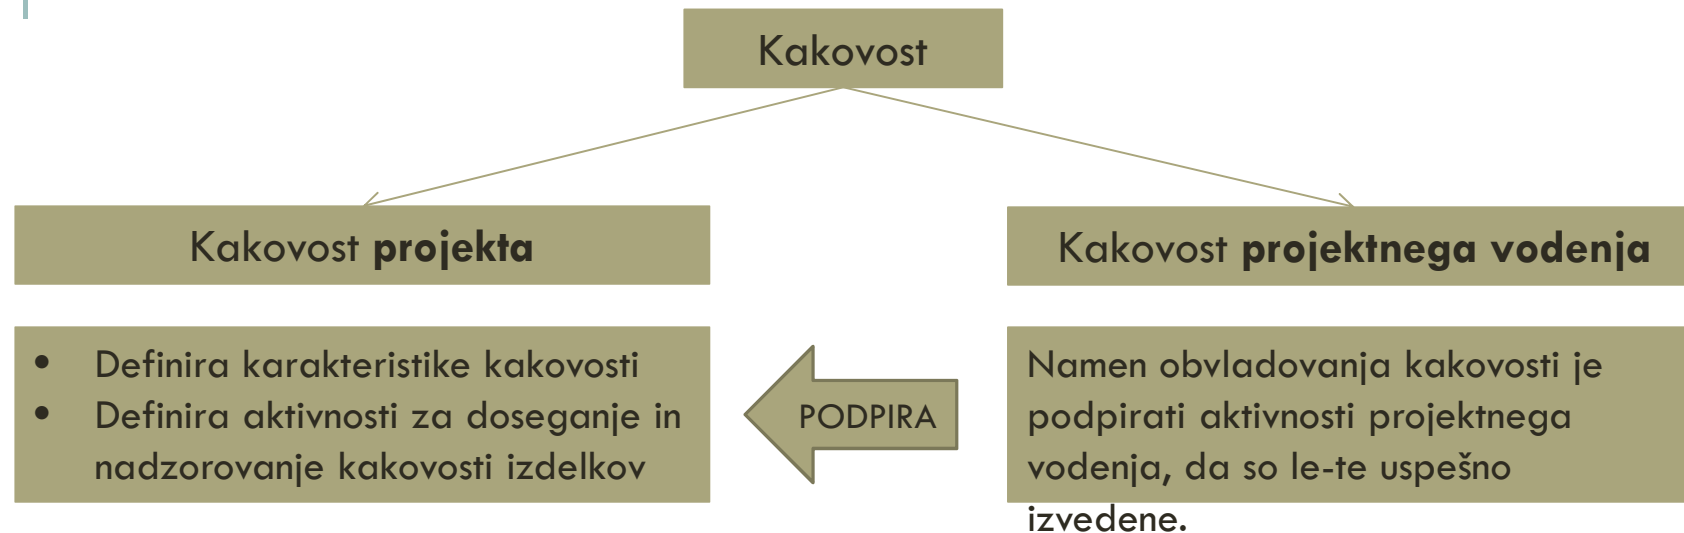 Kakovost
Kakovost projekta
Kakovost projektnega vodenja
• Definira karakteristike kakovosti
• Definira aktivnosti za doseganje in
nadzorovanje kakovosti izdelkov
PODPIRA
Namen obvladovanja kakovosti je
podpirati aktivnosti projektnega
vodenja, da so le-te uspešno
izvedene.